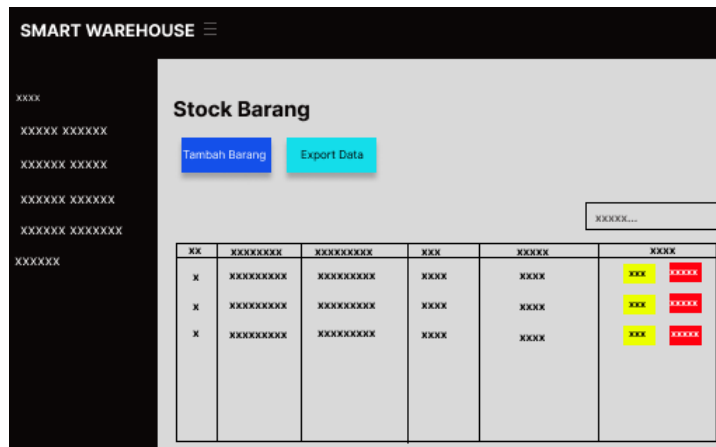 SMART WAREHOUSE ☰
xxxx
xxxxx xxxxxx
xxxxxx xxxxx
xxxxxx xxxxxx
xxxxxx xxxxxxx
xxxxxx
Stock Barang
Tambah Barang Export Data
xxxxx...
xx xxxxxxxx xxxxxxxxx xxx xxxxx xxxx
x xxxxxxxxx xxxxxxxxx xxxx xxxx xxx xxxxx
x xxxxxxxxx xxxxxxxxx xxxx xxxx xxx xxxxx
x xxxxxxxxx xxxxxxxxx xxxx xxxx xxx xxxxx